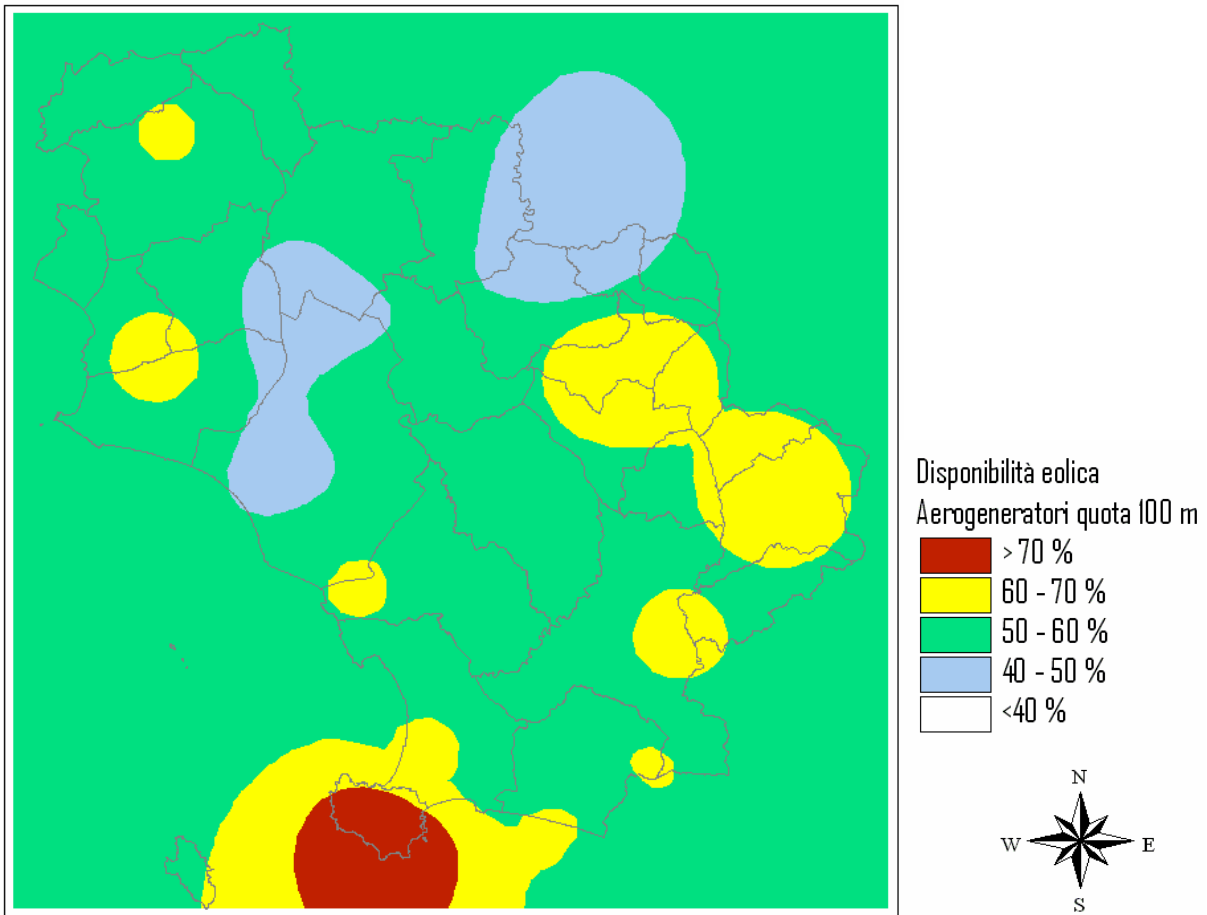 Disponibilità eolica
Aerogeneratori quota 100 m
> 70 %
60 - 70 %
50 - 60 %
40 - 50 %
<40 %
N
W E
S